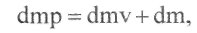 dmp = dmv + dm,